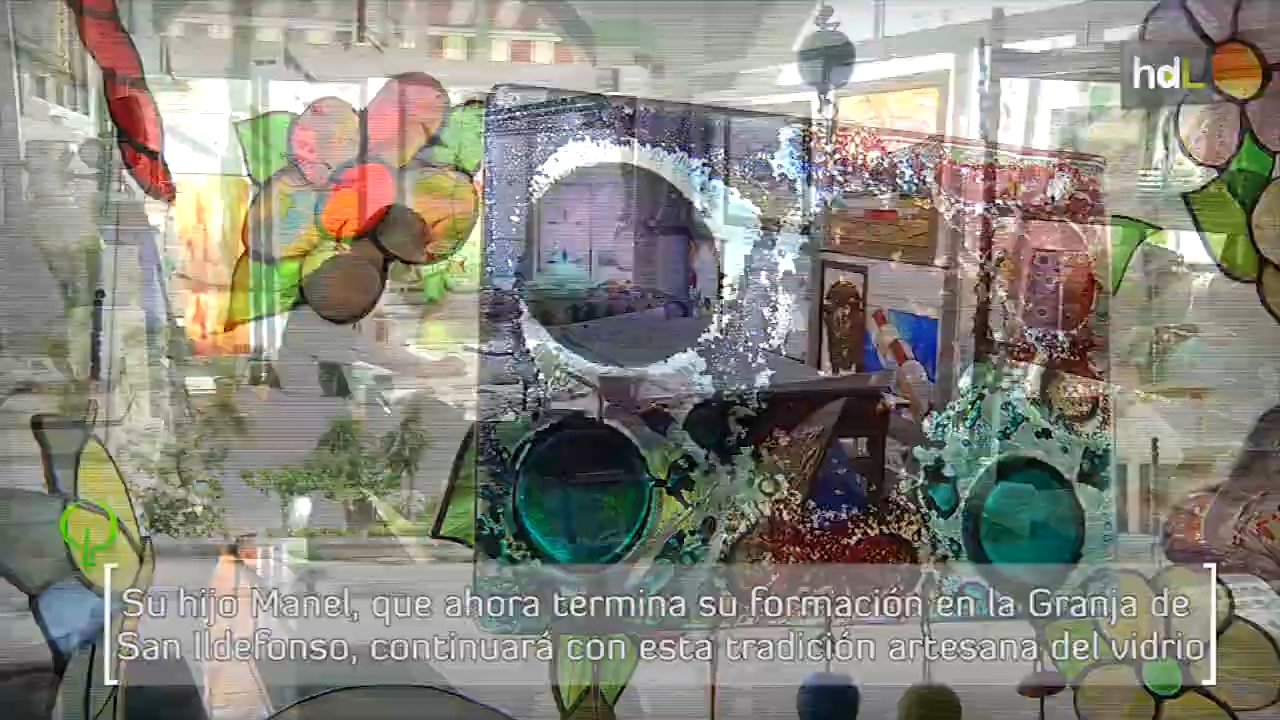 hdL
Su hijo Manel, que ahora termina su formación en la Granja de
San Ildefonso, continuará con esta tradición artesana del vidrio